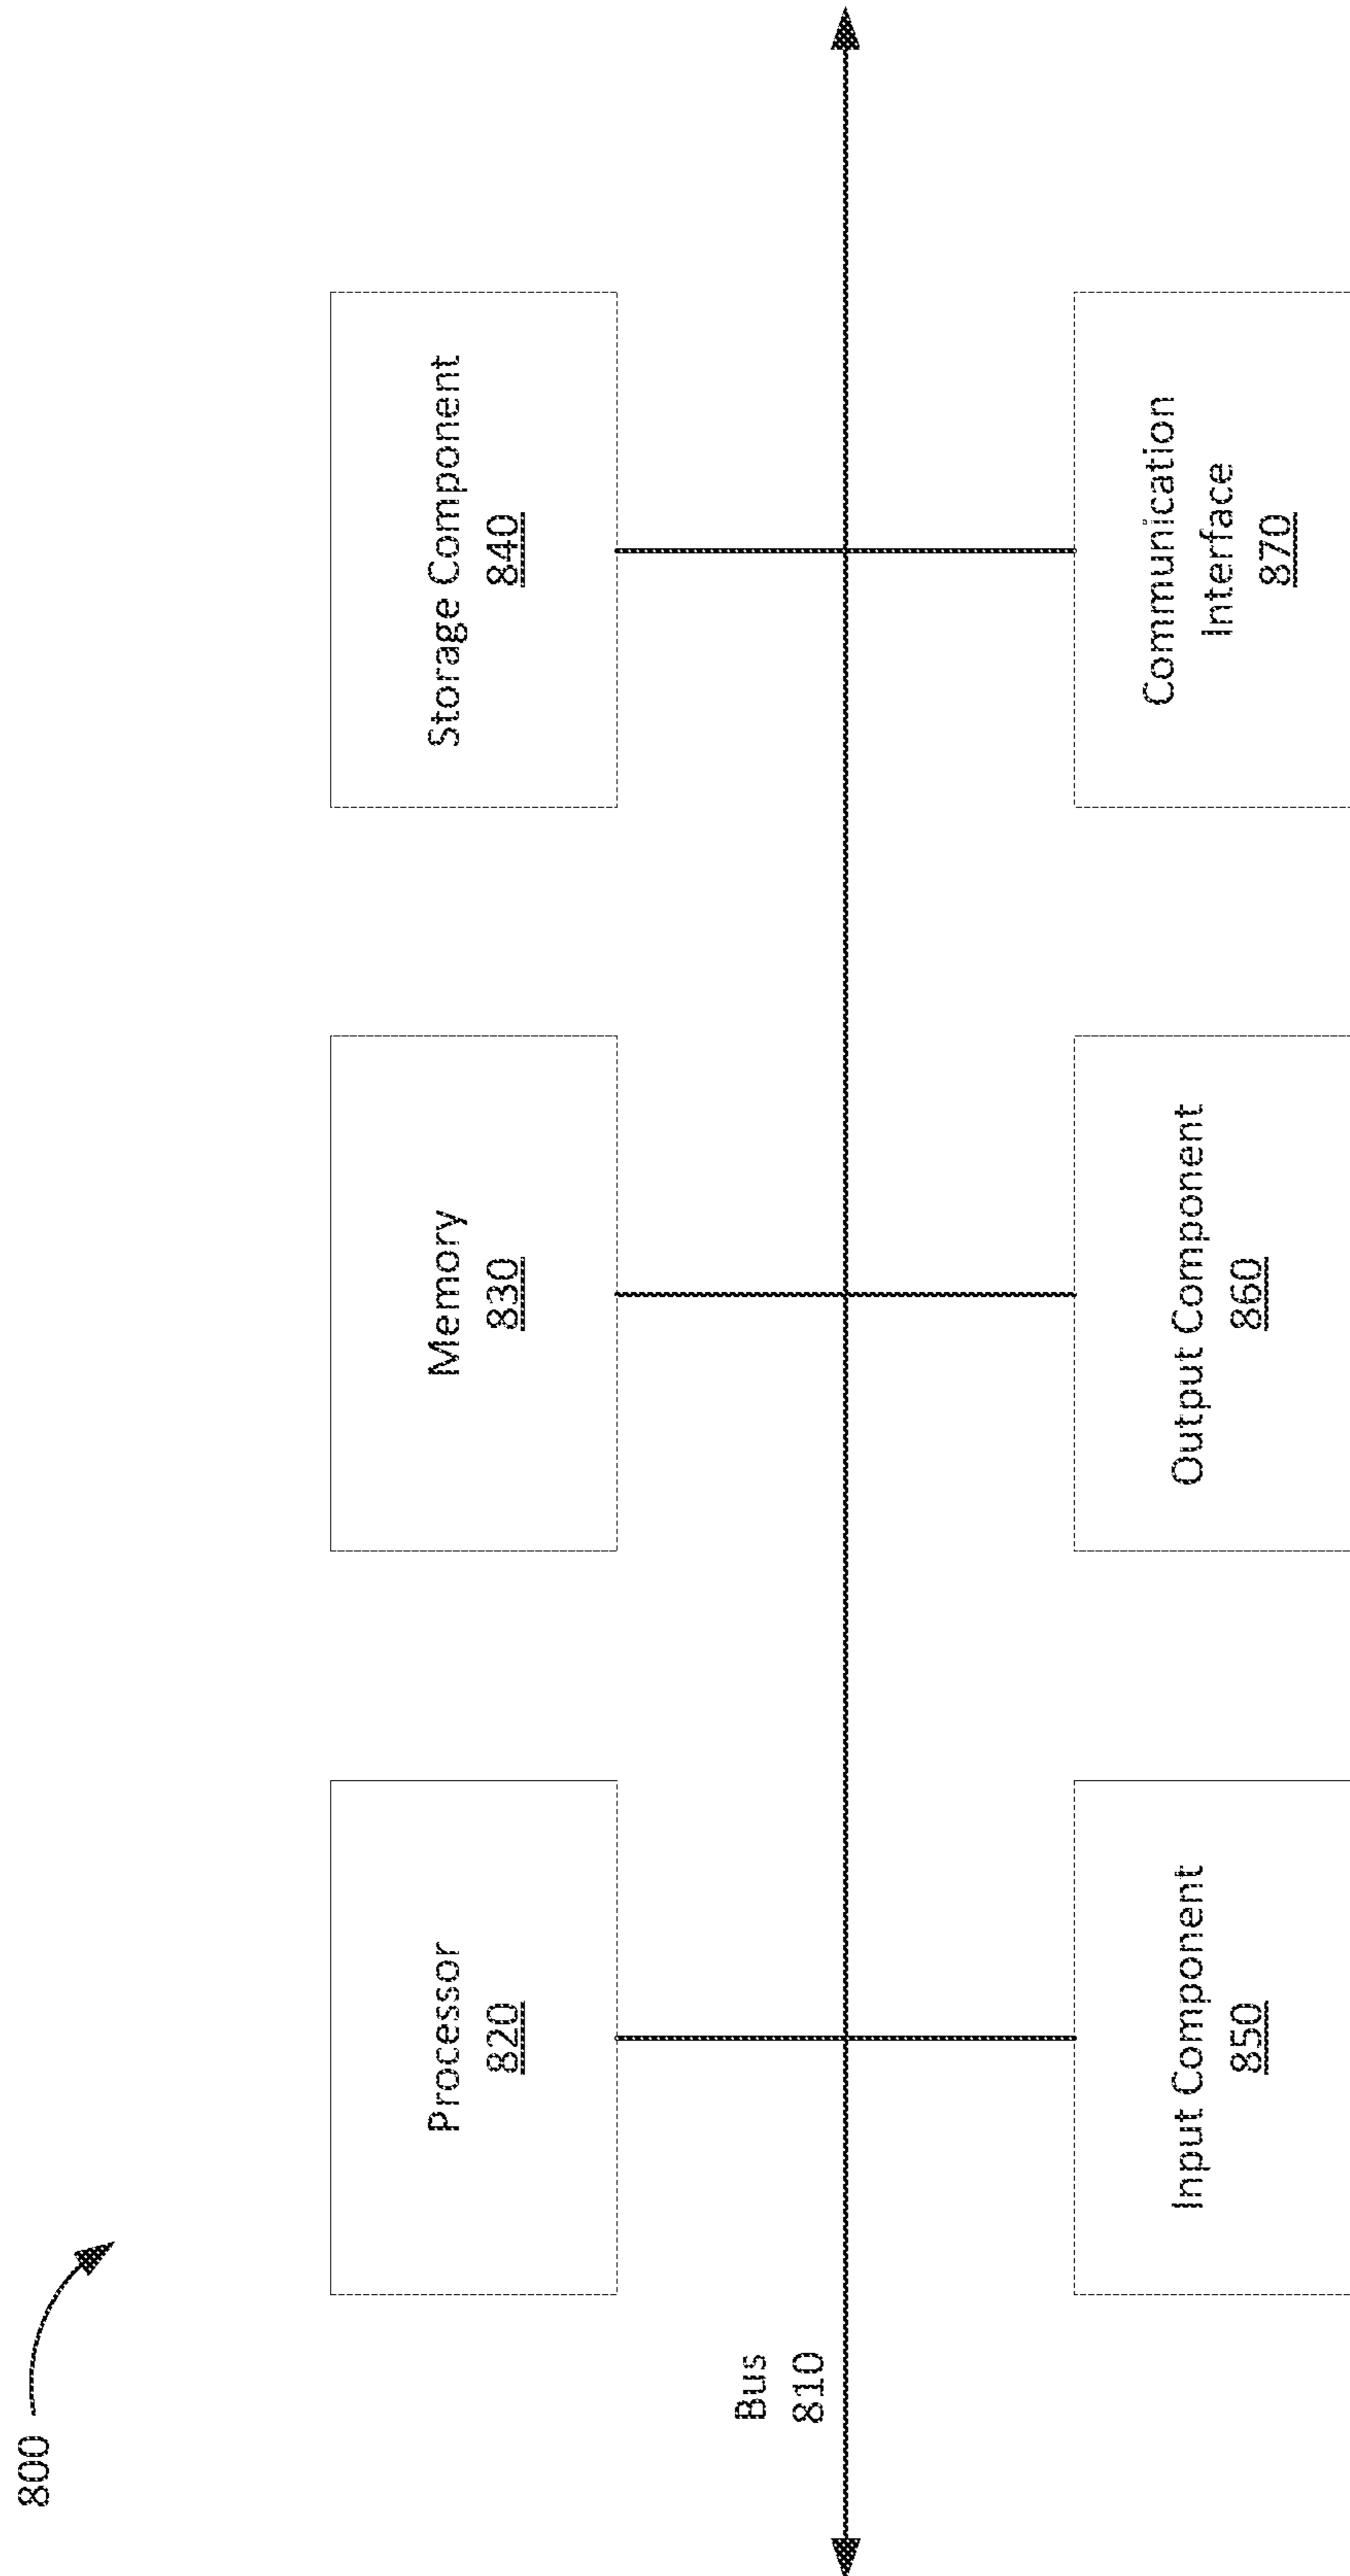 800
Processor
820
Memory
830
Storage Component
840
Bus
810
Input Component
850
Output Component
860
Communication
Interface
870